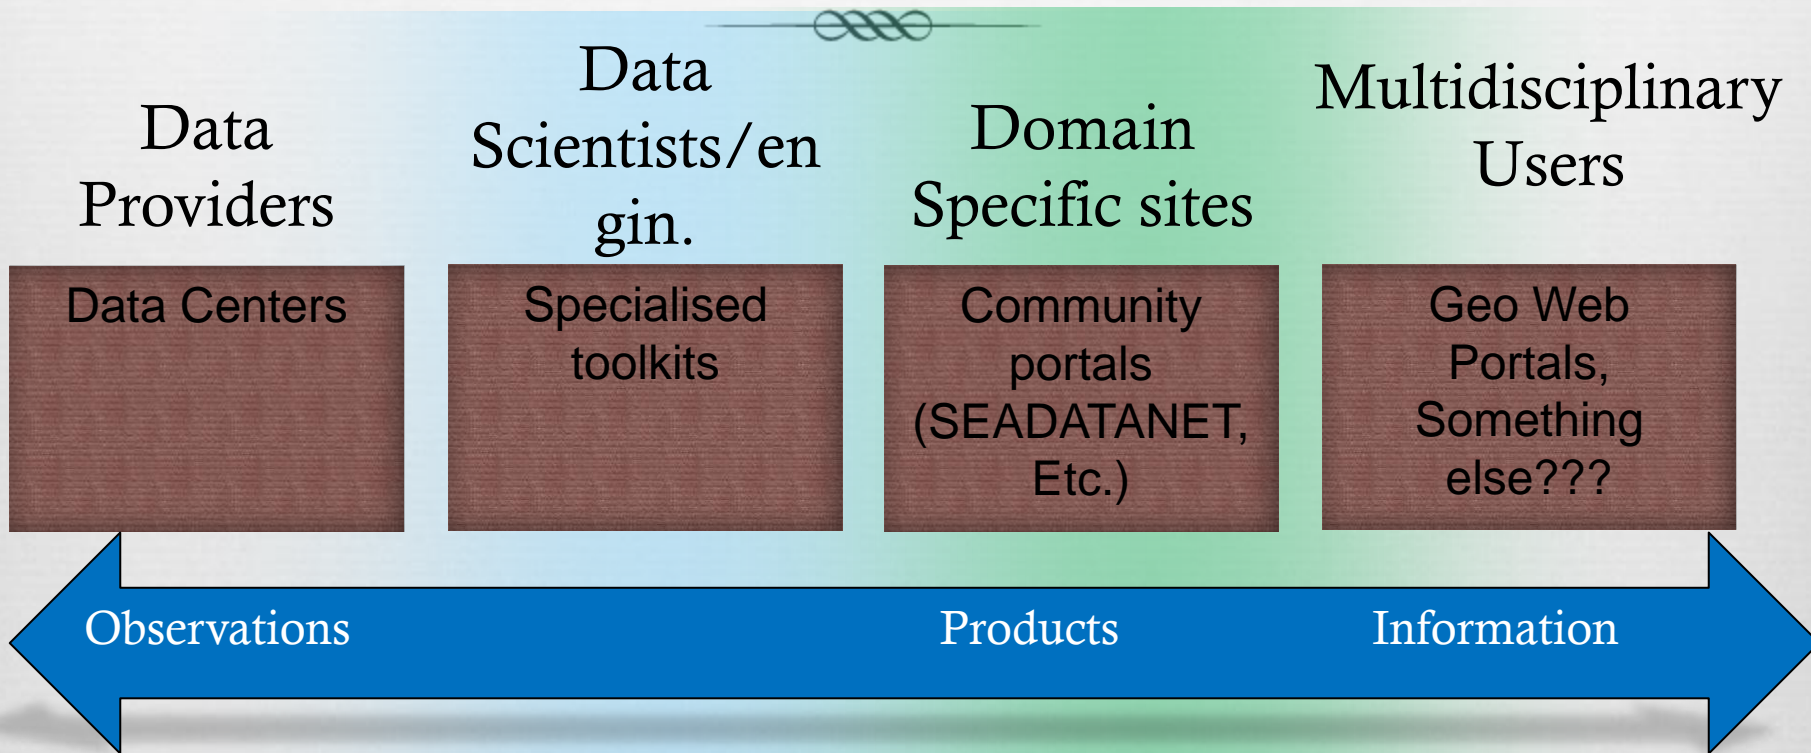 Data
Providers
Data
Scientists/en
gin.
Domain
Specific sites
Multidisciplinary
Users
Data Centers
Specialised
toolkits
Community
portals
(SEADATANET,
Etc.)
Geo Web
Portals,
Something
else???
Observations
Products
Information